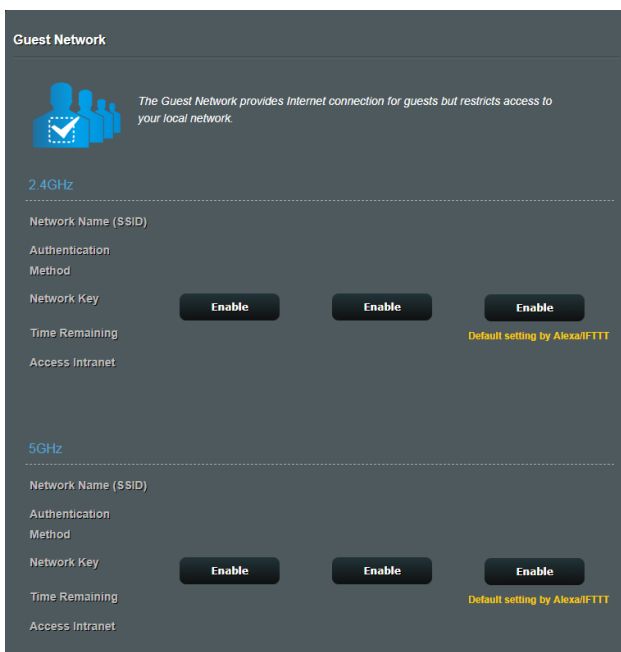 Guest Network
The Guest Network provides Internet connection for guests but restricts access to
your local network.
2.4GHz
Network Name (SSID)
Authentication
Method
Network Key
Enable Enable Enable
Time Remaining
Default setting by Alexa/IFTTT
Access Intranet
5GHz
Network Name (SSID)
Authentication
Method
Network Key
Enable Enable Enable
Time Remaining
Default setting by Alexa/IFTTT
Access Intranet